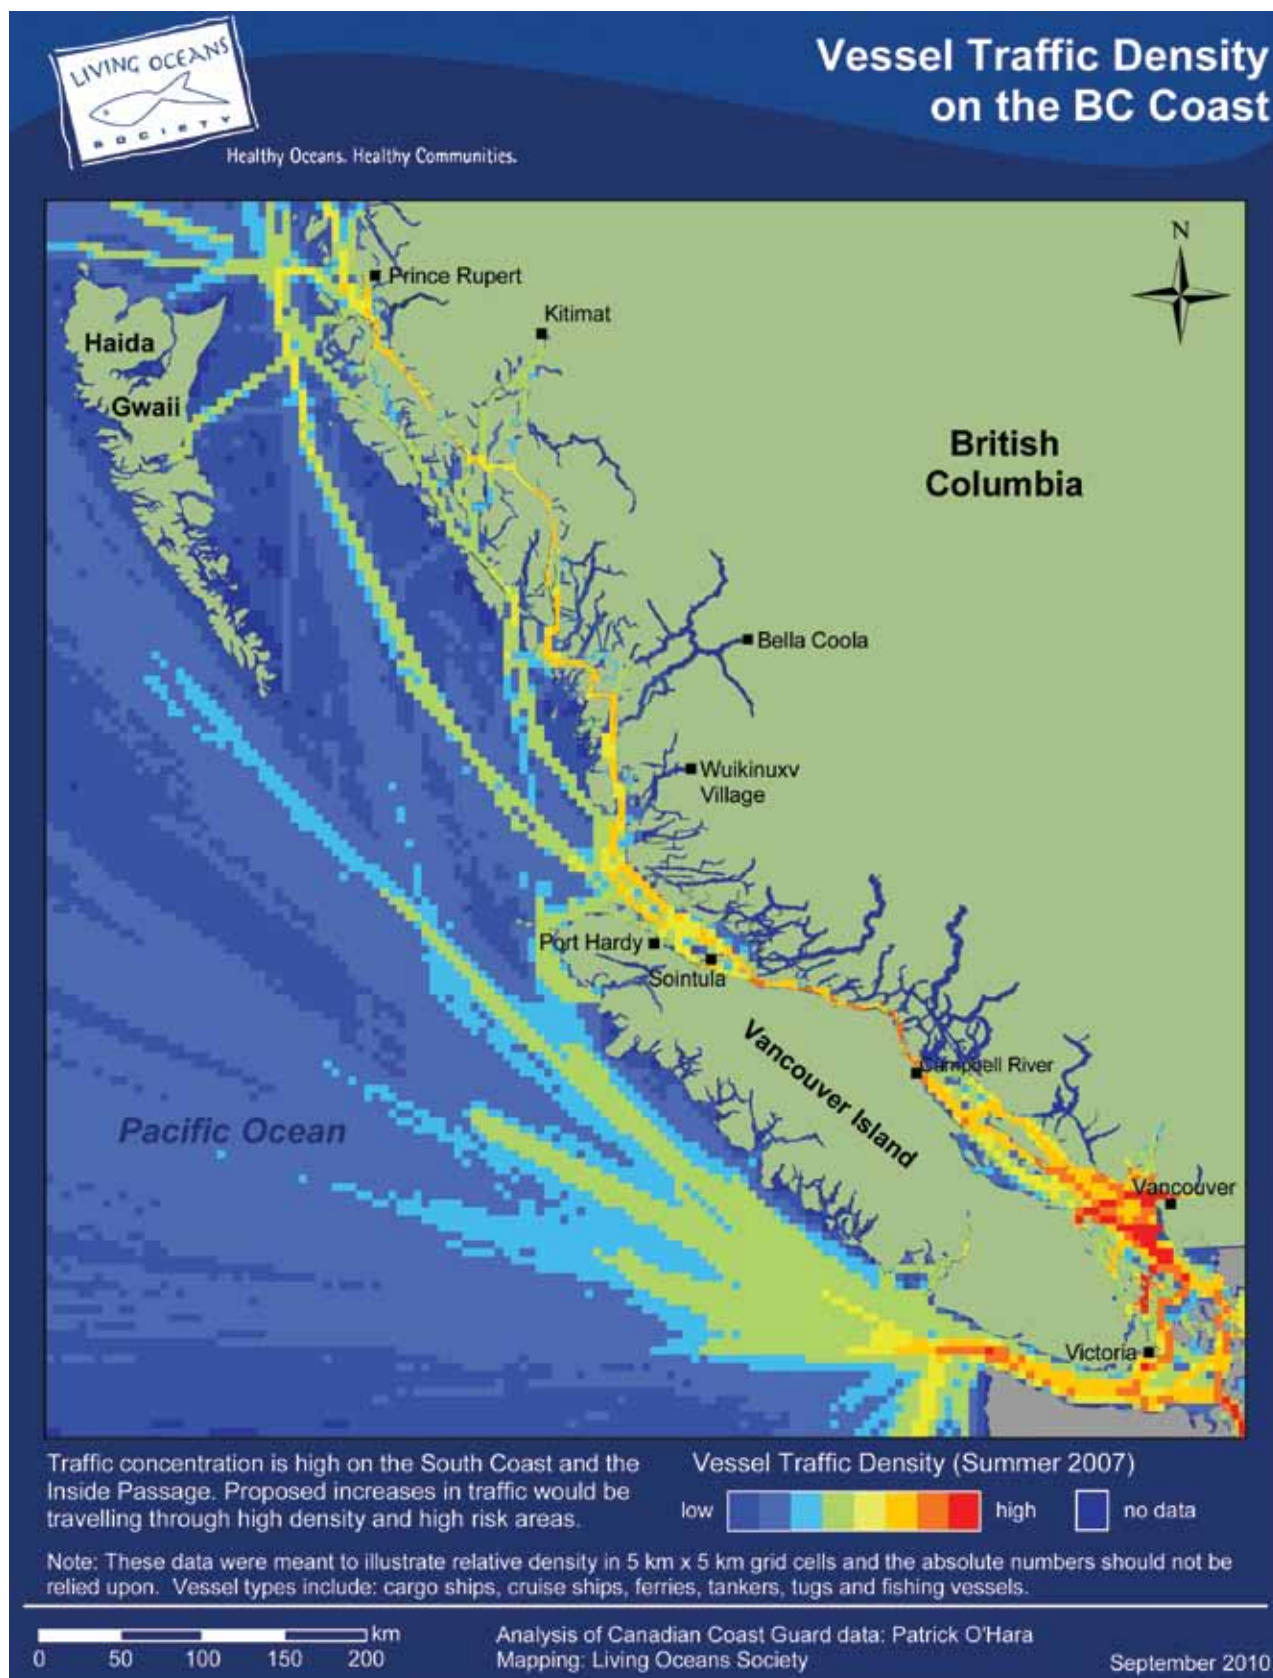 LIVING OCEANS
SOCIETY
Healthy Oceans. Healthy Communities.
Vessel Traffic Density
on the BC Coast
N
Prince Rupert
Kitimat
Haida
Gwaii
British
Columbia
Bella Coola
Wuikinuxv
Village
Port Hardy
Sointula
Vancouver Island
Campbell River
Pacific Ocean
Vancouver
Victoria
Traffic concentration is high on the South Coast and the
Inside Passage. Proposed increases in traffic would be
travelling through high density and high risk areas.
Vessel Traffic Density (Summer 2007)
low high no data
Note: These data were meant to illustrate relative density in 5 km x 5 km grid cells and the absolute numbers should not be
relied upon. Vessel types include: cargo ships, cruise ships, ferries, tankers, tugs and fishing vessels.
km
0 50 100 150 200
Analysis of Canadian Coast Guard data: Patrick O'Hara
Mapping: Living Oceans Society
September 2010